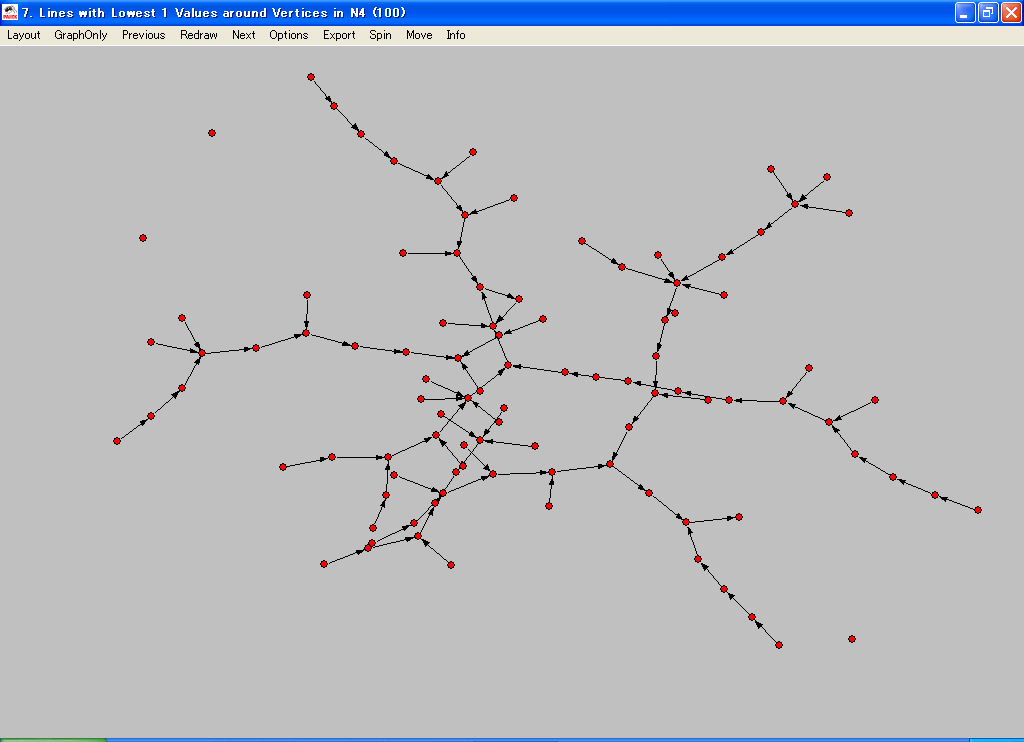 7. Lines with Lowest 1 Values around Vertices in N4 (100)
Layout GraphOnly Previous Redraw Next Options Export Spin Move Info